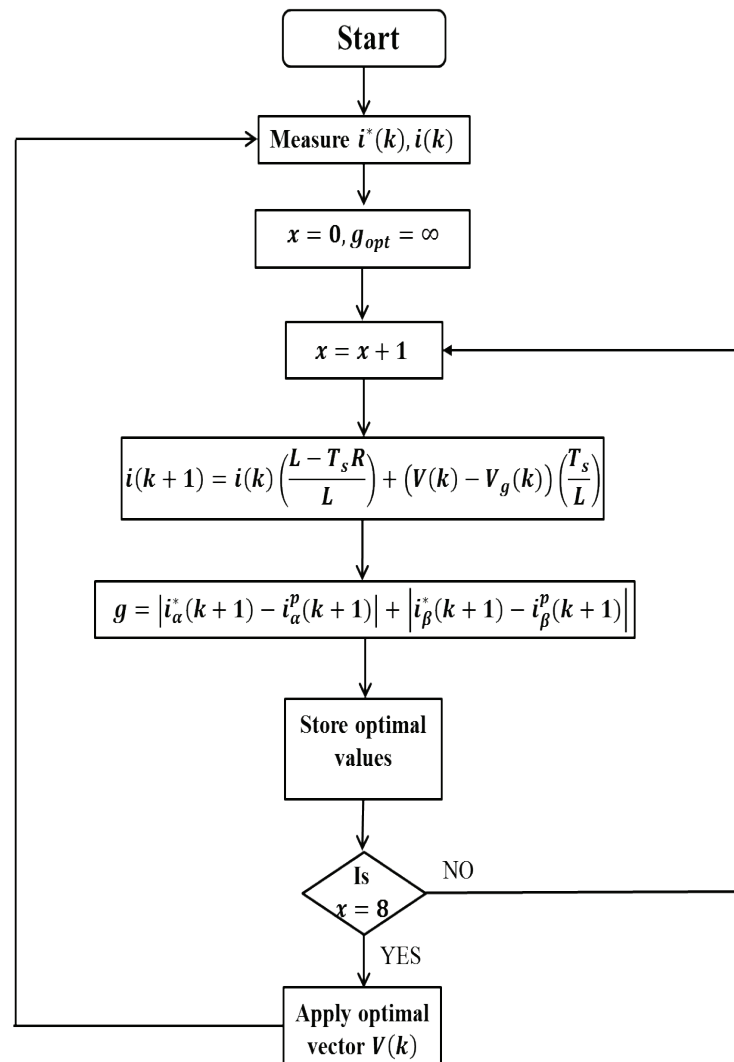 Start
Measure i*(k), i(k)
x = 0, g_opt = ∞
x = x + 1
i(k + 1) = i(k) ((L − T_s R)/L) + (V(k) − V_g(k)) (T_s/L)
g = |i*_α(k + 1) − i^p_α(k + 1)| + |i*_β(k + 1) − i^p_β(k + 1)|
Store optimal
values
Is
x = 8
NO
YES
Apply optimal
vector V(k)